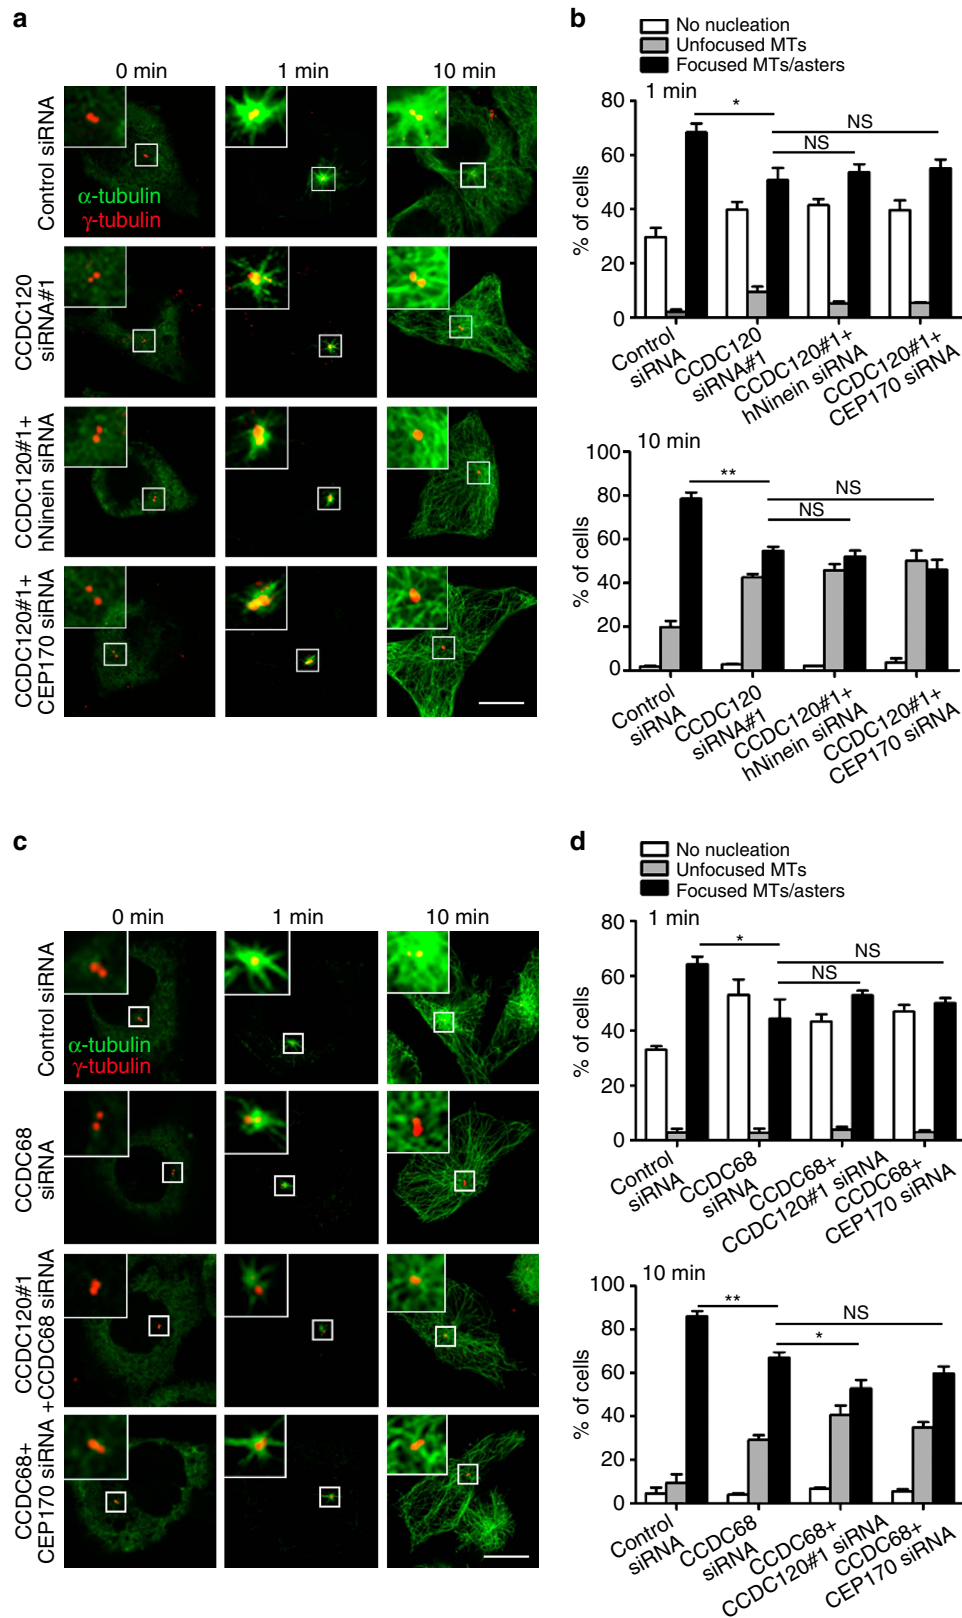 a
0 min
1 min
10 min
Control siRNA
α-tubulin
γ-tubulin
CCDC120
siRNA#1
CCDC120#1+
hNinein siRNA
CCDC120#1+
CEP170 siRNA
b
No nucleation
Unfocused MTs
Focused MTs/asters
1 min
% of cells
80
60
40
20
0
*
NS
NS
Control
siRNA
CCDC120
siRNA#1
CCDC120#1+
hNinein siRNA
CCDC120#1+
CEP170 siRNA
10 min
% of cells
100
80
60
40
20
0
**
NS
NS
Control
siRNA
CCDC120
siRNA#1
CCDC120#1+
hNinein siRNA
CCDC120#1+
CEP170 siRNA
c
0 min
1 min
10 min
Control siRNA
α-tubulin
γ-tubulin
CCDC68
siRNA
CCDC120#1
+CCDC68 siRNA
CCDC68+
CEP170 siRNA
d
No nucleation
Unfocused MTs
Focused MTs/asters
1 min
% of cells
80
60
40
20
0
*
NS
NS
Control
siRNA
CCDC68
siRNA
CCDC68+
CCDC120#1 siRNA
CCDC68+
CEP170 siRNA
10 min
% of cells
100
80
60
40
20
0
**
NS
*
Control
siRNA
CCDC68
siRNA
CCDC68+
CCDC120#1 siRNA
CCDC68+
CEP170 siRNA